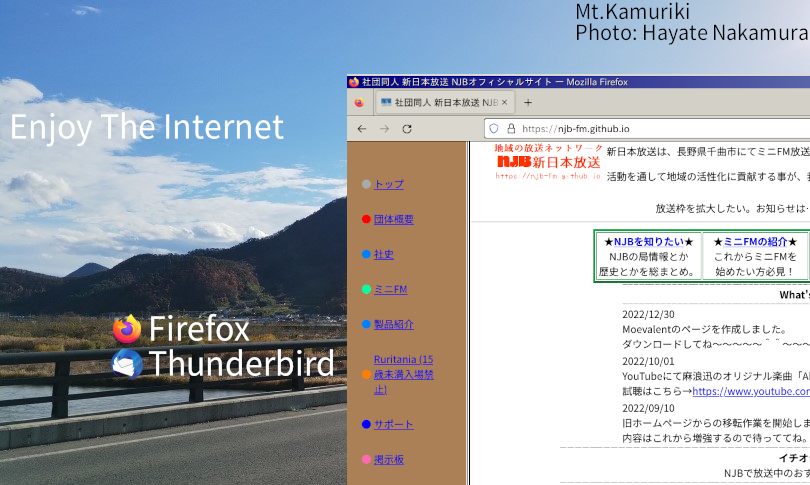 Mt.Kamuriki
Photo: Hayate Nakamura
Enjoy The Internet
Firefox
Thunderbird
社団同人 新日本放送 NJBオフィシャルサイト — Mozilla Firefox
社団同人 新日本放送 NJB
https://njb-fm.github.io
トップ
団体概要
社史
ミニFM
製品紹介
Ruritania (15
歳未満入場禁
止)
サポート
掲示板
地域の放送ネットワーク
NJB新日本放送
https://njb-fm github io
新日本放送は、長野県千曲市にてミニFM放送
活動を通して地域の活性化に貢献する事が、
放送枠を拡大したい。お知らせは・
★NJBを知りたい★
NJBの局情報とか
歴史とかを総まとめ。
★ミニFMの紹介★
これからミニFMを
始めたい方必見！
What's
2022/12/30
Moevalentのページを作成しました。
ダウンロードしてね〜〜〜〜〜＾＾〜〜〜
2022/10/01
YouTubeにて麻浪迅のオリジナル楽曲「Al
試聴はこちら→https://www.youtube.com
2022/09/10
旧ホームページからの移転作業を開始しま
内容はこれから増強するので待っててね。
イチオ
NJBで放送中のおす